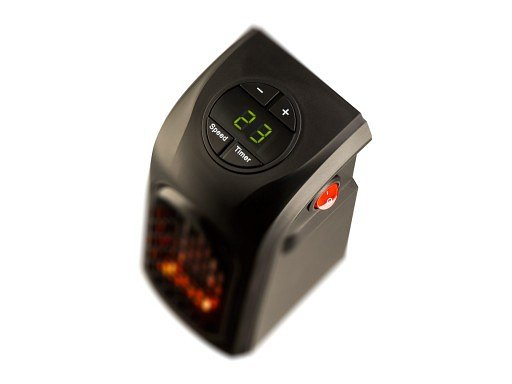 - +
23
Speed Timer